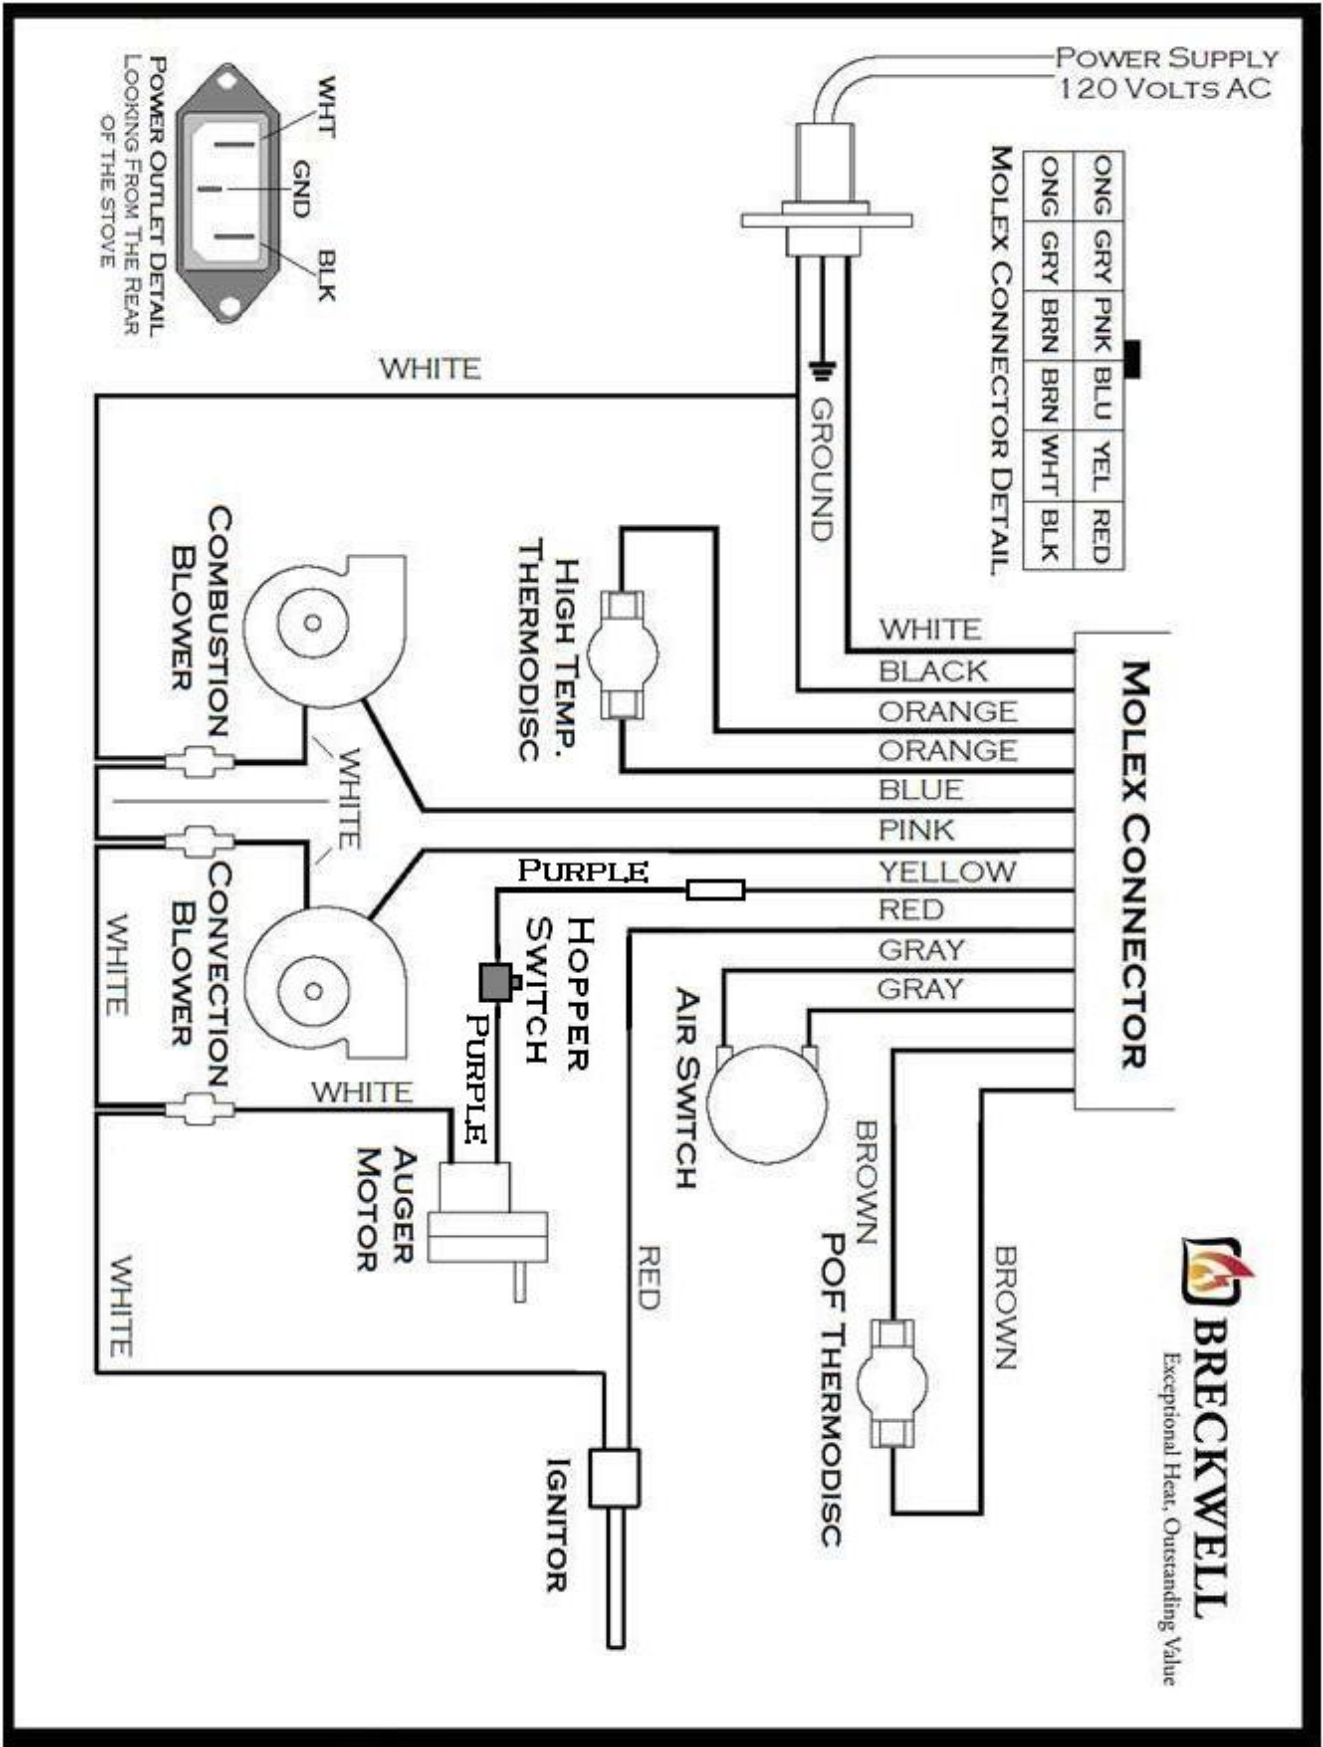 POWER SUPPLY
120 VOLTS AC
ONG GRY PNK BLU YEL RED
ONG GRY BRN BRN WHT BLK
MOLEX CONNECTOR DETAIL
WHT
GND
BLK
POWER OUTLET DETAIL
LOOKING FROM THE REAR
OF THE STOVE
WHITE
GROUND
HIGH TEMP.
THERMODISC
COMBUSTION
BLOWER
WHITE
BLACK
ORANGE
ORANGE
BLUE
PINK
YELLOW
RED
GRAY
GRAY
MOLEX CONNECTOR
WHITE
PURPLE
HOPPER
SWITCH
PURPLE
CONVECTION
BLOWER
WHITE
WHITE
AUGER
MOTOR
AIR SWITCH
BROWN
BROWN
POF THERMODISC
RED
WHITE
IGNITOR
BRECKWELL
Exceptional Heat, Outstanding Value